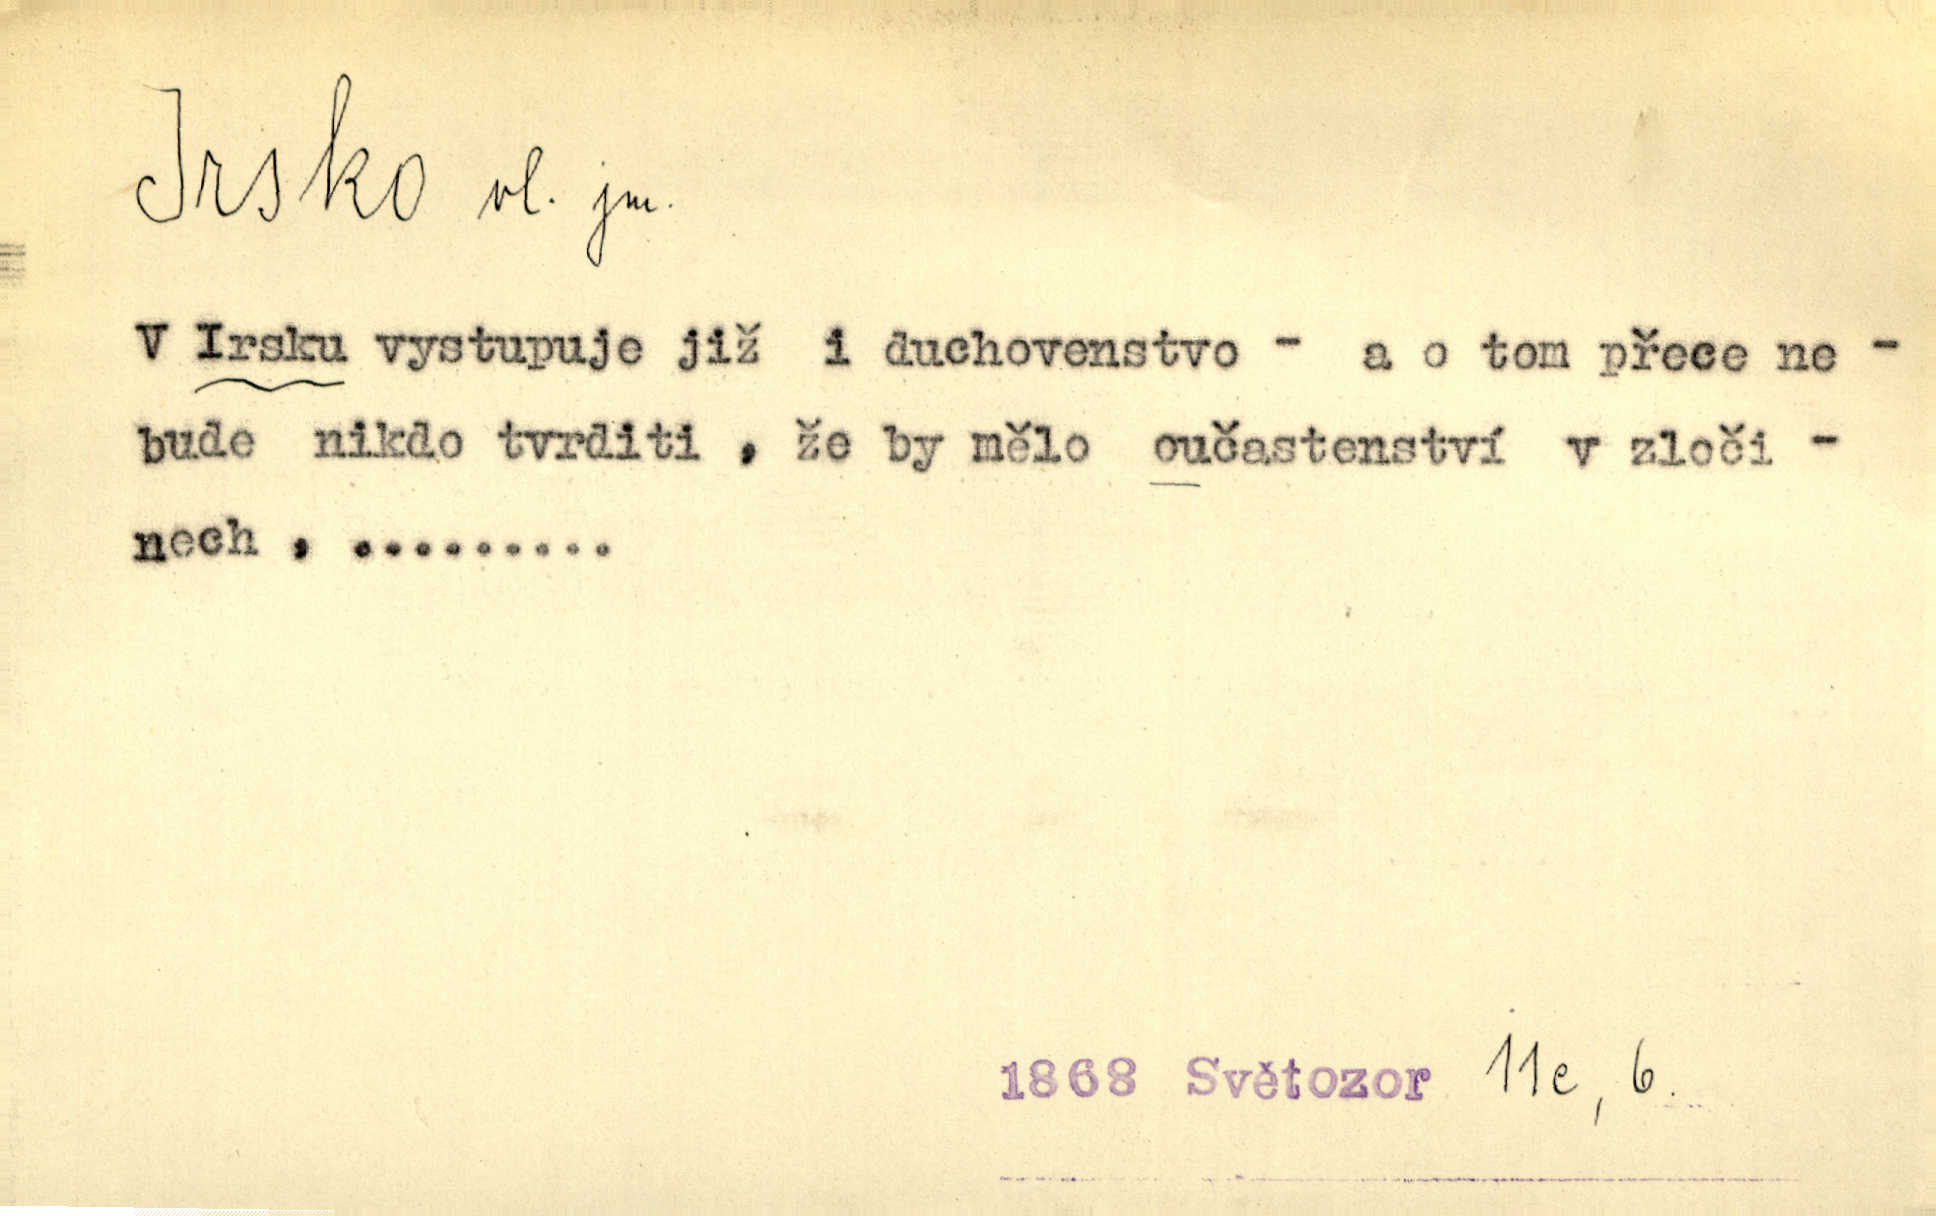 Irsko vl. jm.
V Irsku vystupuje již i duchovenstvo - a o tom přece ne -
bude nikdo tvrditi , že by mělo oučastenství v zloči -
nech , .........
1868 Světozor 11c, 6.